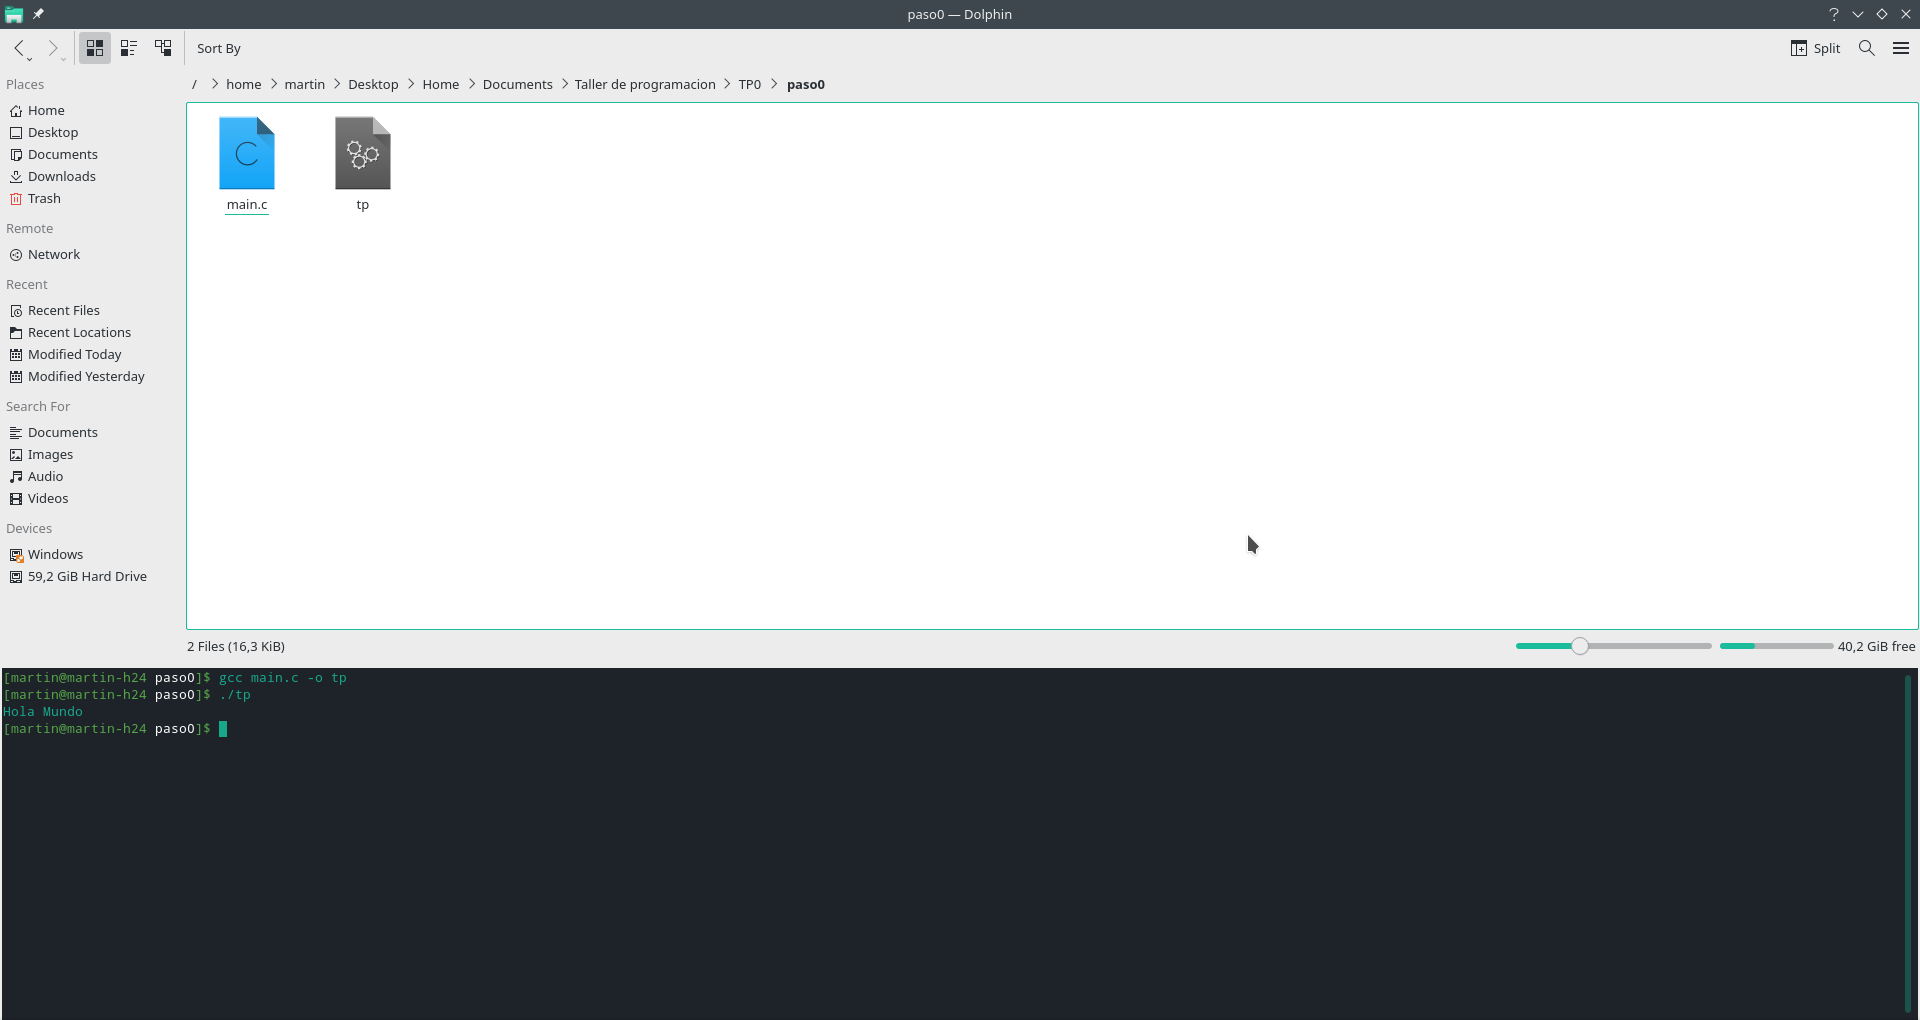 paso0 — Dolphin
Sort By
Split
Places
Home
Desktop
Documents
Downloads
Trash
Remote
Network
Recent
Recent Files
Recent Locations
Modified Today
Modified Yesterday
Search For
Documents
Images
Audio
Videos
Devices
Windows
59,2 GiB Hard Drive
/ > home > martin > Desktop > Home > Documents > Taller de programacion > TP0 > paso0
main.c
tp
2 Files (16,3 KiB)
40,2 GiB free
[martin@martin-h24 paso0]$ gcc main.c -o tp
[martin@martin-h24 paso0]$ ./tp
Hola Mundo
[martin@martin-h24 paso0]$